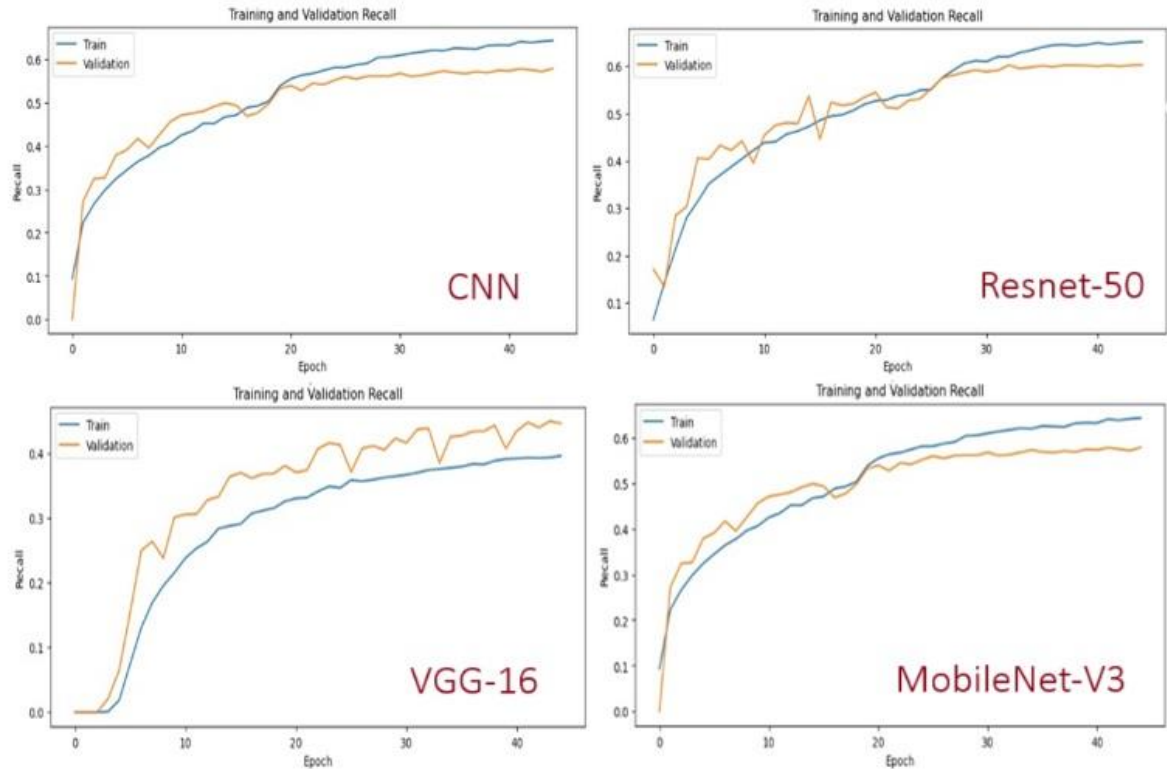 Training and Validation Recall
Train
Validation
0.6
0.5
0.4
0.3
0.2
0.1
0.0
Recall
CNN
0 10 20 30 40
Epoch
Training and Validation Recall
Train
Validation
0.6
0.5
0.4
0.3
0.2
0.1
Recall
Resnet-50
0 10 20 30 40
Epoch
Training and Validation Recall
Train
Validation
0.4
0.3
0.2
0.1
0.0
Recall
VGG-16
0 10 20 30 40
Epoch
Training and Validation Recall
Train
Validation
0.6
0.5
0.4
0.3
0.2
0.1
0.0
Recall
MobileNet-V3
0 10 20 30 40
Epoch